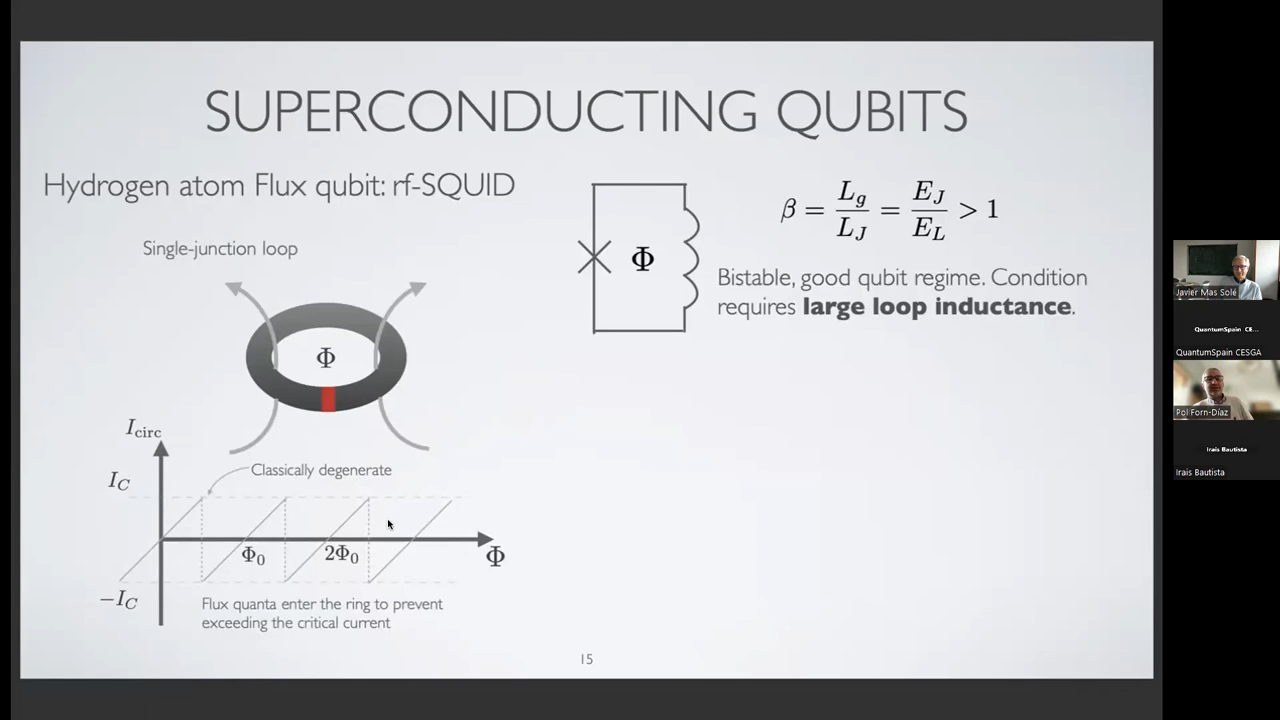 SUPERCONDUCTING QUBITS
Hydrogen atom Flux qubit: rf-SQUID
Single-junction loop
Φ
I_circ
I_C
Classically degenerate
Φ_0
2Φ_0
Φ
−I_C
Flux quanta enter the ring to prevent
exceeding the critical current
Φ
β = L_g / L_J = E_J / E_L > 1
Bistable, good qubit regime. Condition
requires large loop inductance.
15
Javier Mas Solé
QuantumSpain CE...
QuantumSpain CESGA
Pol Forn-Díaz
Irais Bautista
Irais Bautista